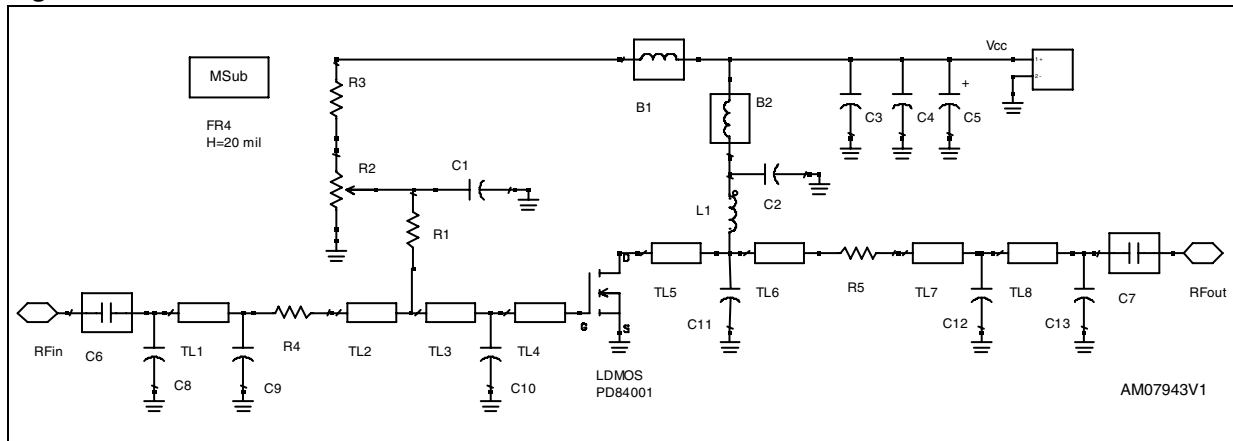 MSub
FR4
H=20 mil
R3
R2
C1
R1
B1
B2
C3
C4
C5
+
Vcc
1+
2-
C2
L1
D
G
S
RFin
C6
C8
TL1
C9
R4
TL2
TL3
C10
TL4
LDMOS
PD84001
TL5
C11
TL6
R5
TL7
C12
TL8
C13
C7
RFout
AM07943V1